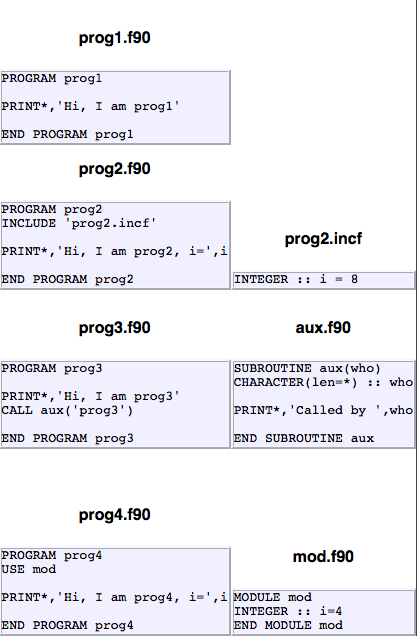 prog1.f90
PROGRAM prog1
PRINT*,'Hi, I am prog1'
END PROGRAM prog1
prog2.f90
PROGRAM prog2
INCLUDE 'prog2.incf'
PRINT*,'Hi, I am prog2, i=',i
END PROGRAM prog2
prog2.incf
INTEGER :: i = 8
prog3.f90
PROGRAM prog3
PRINT*,'Hi, I am prog3'
CALL aux('prog3')
END PROGRAM prog3
aux.f90
SUBROUTINE aux(who)
CHARACTER(len=*) :: who
PRINT*,'Called by ',who
END SUBROUTINE aux
prog4.f90
PROGRAM prog4
USE mod
PRINT*,'Hi, I am prog4, i=',i
END PROGRAM prog4
mod.f90
MODULE mod
INTEGER :: i=4
END MODULE mod